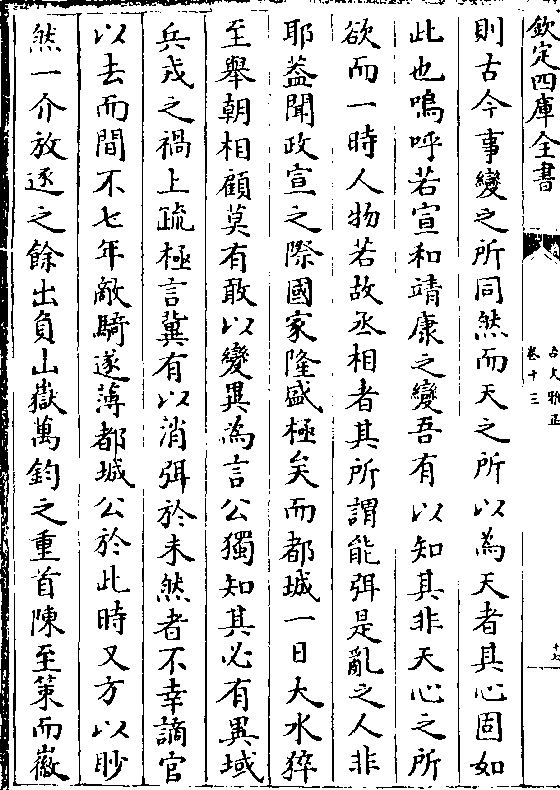 欽定四庫全書
古文雅正
卷十三
則古今事變之所同然而天之所以為天者其心固如
此也嗚呼若宣和靖康之變吾有以知其非天心之所
欲而一時人物若故丞相者其所謂能弭是亂之人非
耶葢聞政宣之際國家隆盛極矣而都城一日大水猝
至舉朝相顧莫有敢以變異為言公獨知其必有異域
兵戎之禍上疏極言冀有以消弭於未然者不幸謫官
以去而間不七年敵騎遂薄都城公於此時又方以眇
然一介放逐之餘出負山嶽萬鈞之重首陳至策而徽